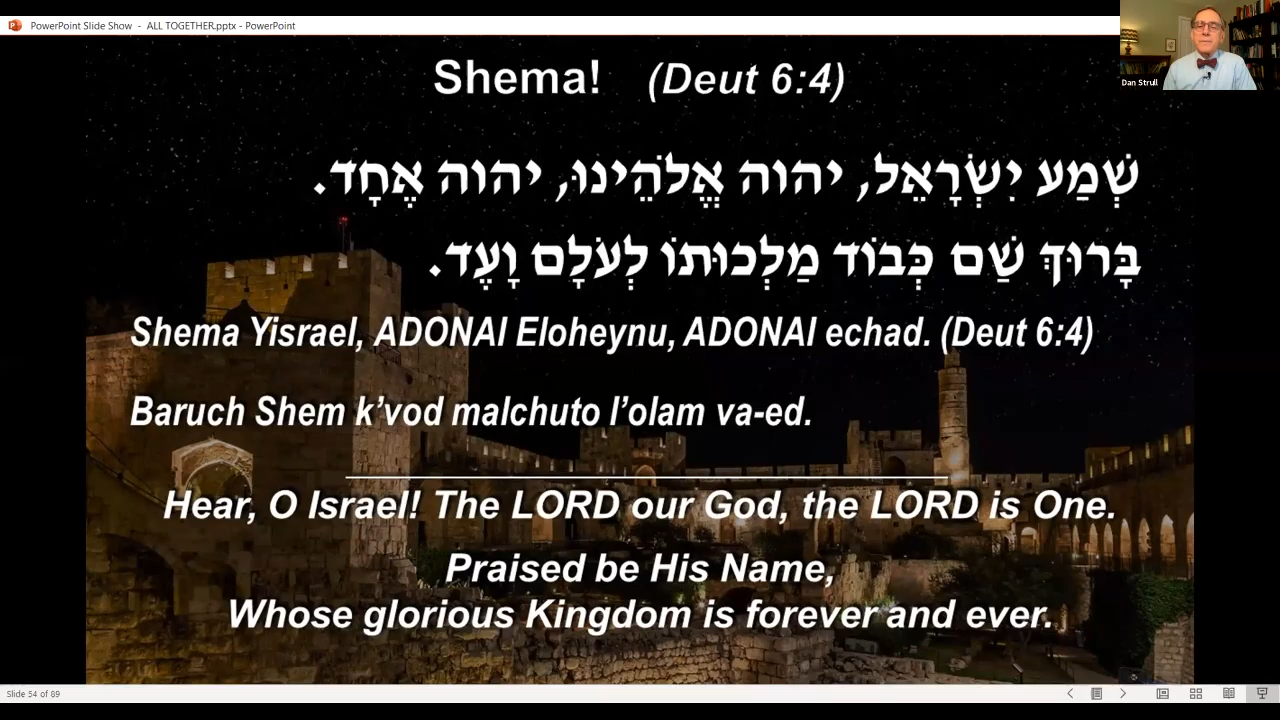 PowerPoint Slide Show - ALL TOGETHER.pptx - PowerPoint
Dan Strull
Shema! (Deut 6:4)
שְׁמַע יִשְׂרָאֵל, יהוה אֱלֹהֵינוּ, יהוה אֶחָד.
בָּרוּךְ שַׁם כְּבוֹד מַלְכוּתוֹ לְעֹלָם וָעֶד.
Shema Yisrael, ADONAI Eloheynu, ADONAI echad. (Deut 6:4)
Baruch Shem k’vod malchuto l’olam va-ed.
Hear, O Israel! The LORD our God, the LORD is One.
Praised be His Name,
Whose glorious Kingdom is forever and ever.
Slide 54 of 89